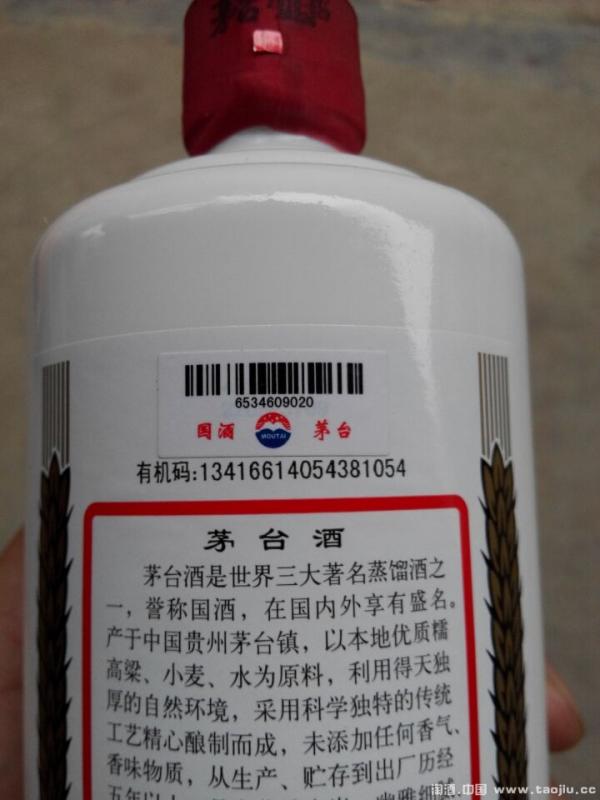 6534609020
国酒 MOUTAI 茅台
有机码:13416614054381054
茅台酒
茅台酒是世界三大著名蒸馏酒之
一，誉称国酒，在国内外享有盛名。
产于中国贵州茅台镇，以本地优质糯
高粱、小麦、水为原料，利用得天独
厚的自然环境，采用科学独特的传统
工艺精心酿制而成，未添加任何香气、
香味物质，从生产、贮存到出厂历经
五年以上
淘酒.中国 www.taojiu.cc